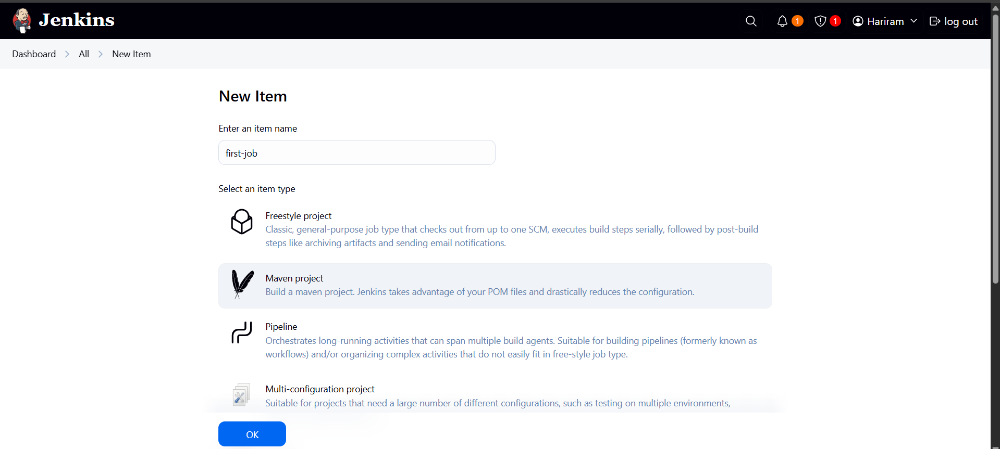 Jenkins
1
1
Hariram
log out
Dashboard
All
New Item
New Item
Enter an item name
first-job
Select an item type
Freestyle project
Classic, general-purpose job type that checks out from up to one SCM, executes build steps serially, followed by post-build
steps like archiving artifacts and sending email notifications.
Maven project
Build a maven project. Jenkins takes advantage of your POM files and drastically reduces the configuration.
Pipeline
Orchestrates long-running activities that can span multiple build agents. Suitable for building pipelines (formerly known as
workflows) and/or organizing complex activities that do not easily fit in free-style job type.
Multi-configuration project
Suitable for projects that need a large number of different configurations, such as testing on multiple environments,
OK